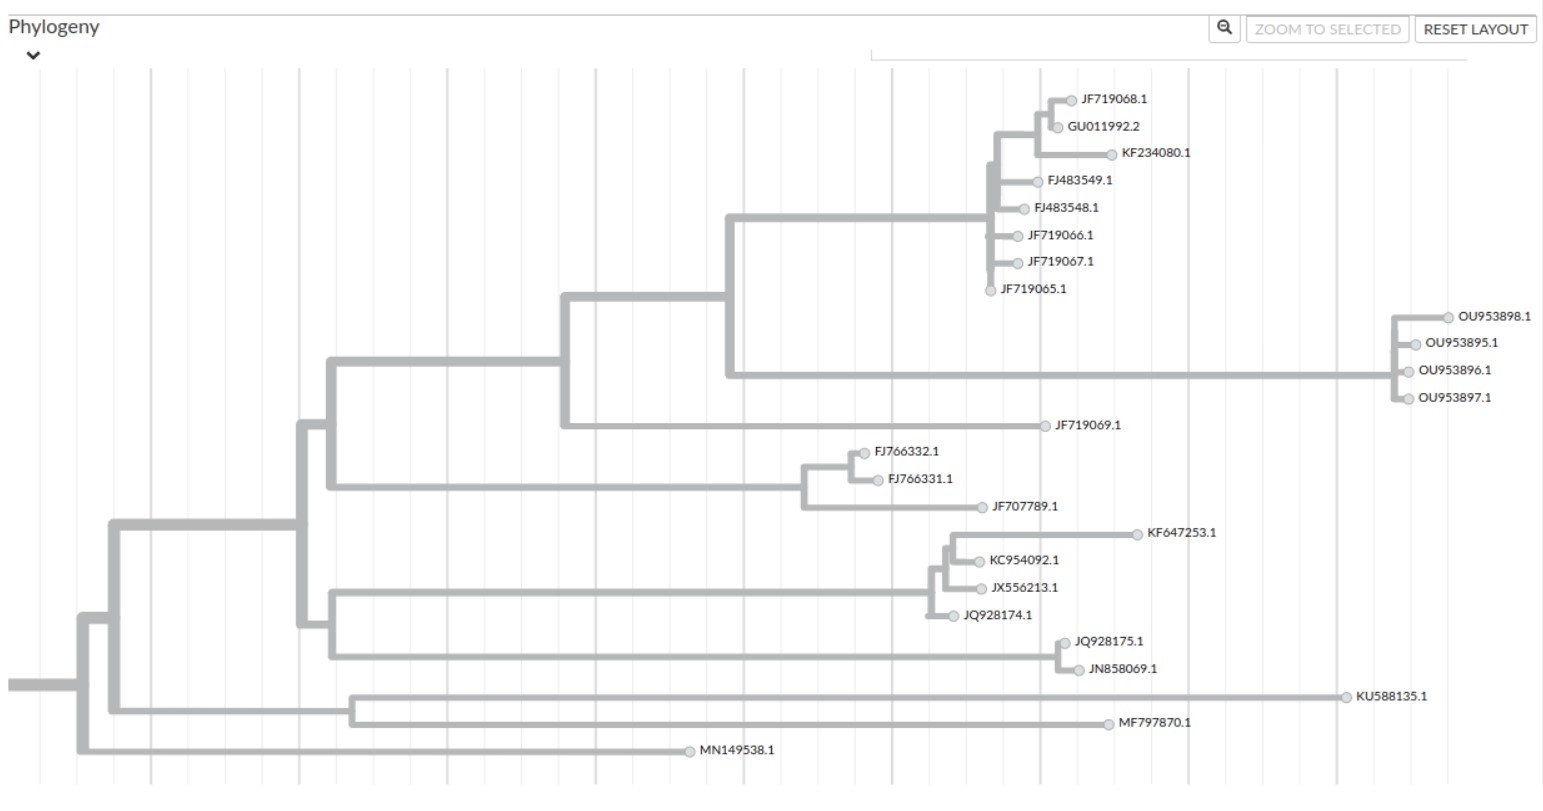 Phylogeny
ZOOM TO SELECTED
RESET LAYOUT
JF719068.1
GU011992.2
KF234080.1
FJ483549.1
FJ483548.1
JF719066.1
JF719067.1
JF719065.1
OU953898.1
OU953895.1
OU953896.1
OU953897.1
JF719069.1
FJ766332.1
FJ766331.1
JF707789.1
KF647253.1
KC954092.1
JX556213.1
JQ928174.1
JQ928175.1
JN858069.1
KU588135.1
MF797870.1
MN149538.1